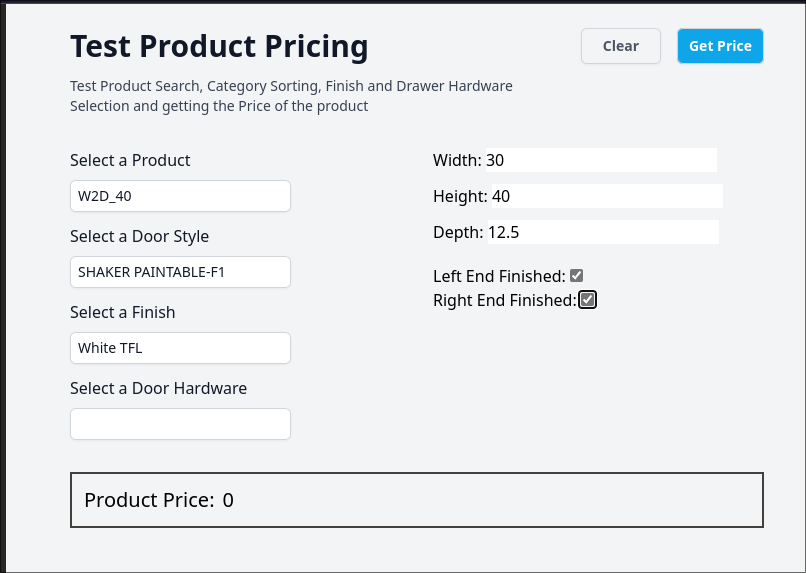 Test Product Pricing
Clear
Get Price
Test Product Search, Category Sorting, Finish and Drawer Hardware
Selection and getting the Price of the product
Select a Product
W2D_40
Select a Door Style
SHAKER PAINTABLE-F1
Select a Finish
White TFL
Select a Door Hardware
Width: 30
Height: 40
Depth: 12.5
Left End Finished:
Right End Finished:
Product Price: 0